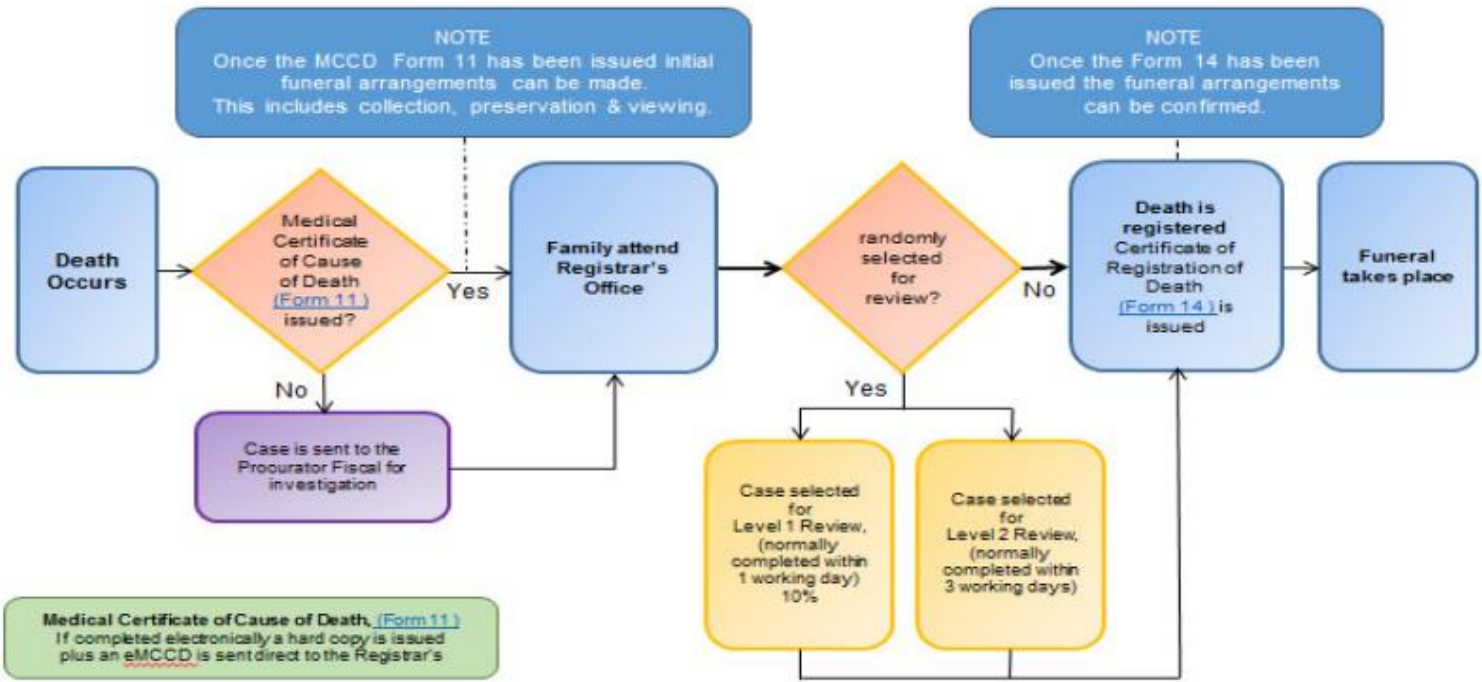 NOTE
Once the MCCD Form 11 has been issued initial
funeral arrangements can be made.
This includes collection, preservation & viewing.
NOTE
Once the Form 14 has been
issued the funeral arrangements
can be confirmed.
Death
Occurs
Medical
Certificate
of Cause
of Death
(Form 11)
issued?
Yes
No
Family attend
Registrar's
Office
randomly
selected
for
review?
No
Yes
Death is
registered
Certificate of
Registration of
Death
(Form 14) is
issued
Funeral
takes place
Case is sent to the
Procurator Fiscal for
investigation
Case selected
for
Level 1 Review,
(normally
completed within
1 working day)
10%
Case selected
for
Level 2 Review,
(normally
completed within
3 working days)
Medical Certificate of Cause of Death, (Form 11)
If completed electronically a hard copy is issued
plus an eMCCD is sent direct to the Registrar's